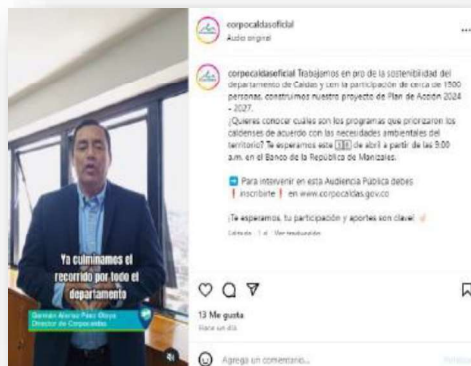 corpocaldasoficial
Audio original
corpocaldasoficial Trabajamos en pro de la sostenibilidad del
departamento de Caldas y con la participación de cerca de 1500
personas, construimos nuestro proyecto de Plan de Acción 2024
- 2027.
¿Quieres conocer cuáles son los programas que priorizaron los
caldenses de acuerdo con las necesidades ambientales del
territorio? Te esperamos este de abril a partir de las 9:00
a.m. en el Banco de la República de Manizales.
Para intervenir en esta Audiencia Pública debes
❗ inscribirte ❗ en www.corpocaldas.gov.co
¡Te esperamos, tu participación y aportes son clave!
Ver traducción
Ya culminamos el
recorrido por todo el
departamento
Germán Alonso Páez Olaya
Director de Corpocaldas
13 Me gusta
Hace un día
Agrega un comentario...